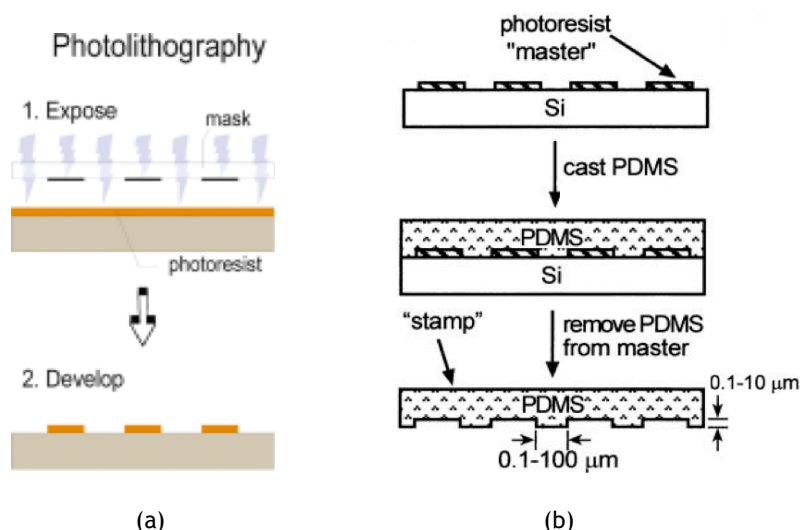 Photolithography
1. Expose
mask
photoresist
2. Develop
(a)
photoresist
"master"
Si
cast PDMS
PDMS
Si
“stamp”
remove PDMS
from master
0.1-10 μm
PDMS
0.1-100 μm
(b)